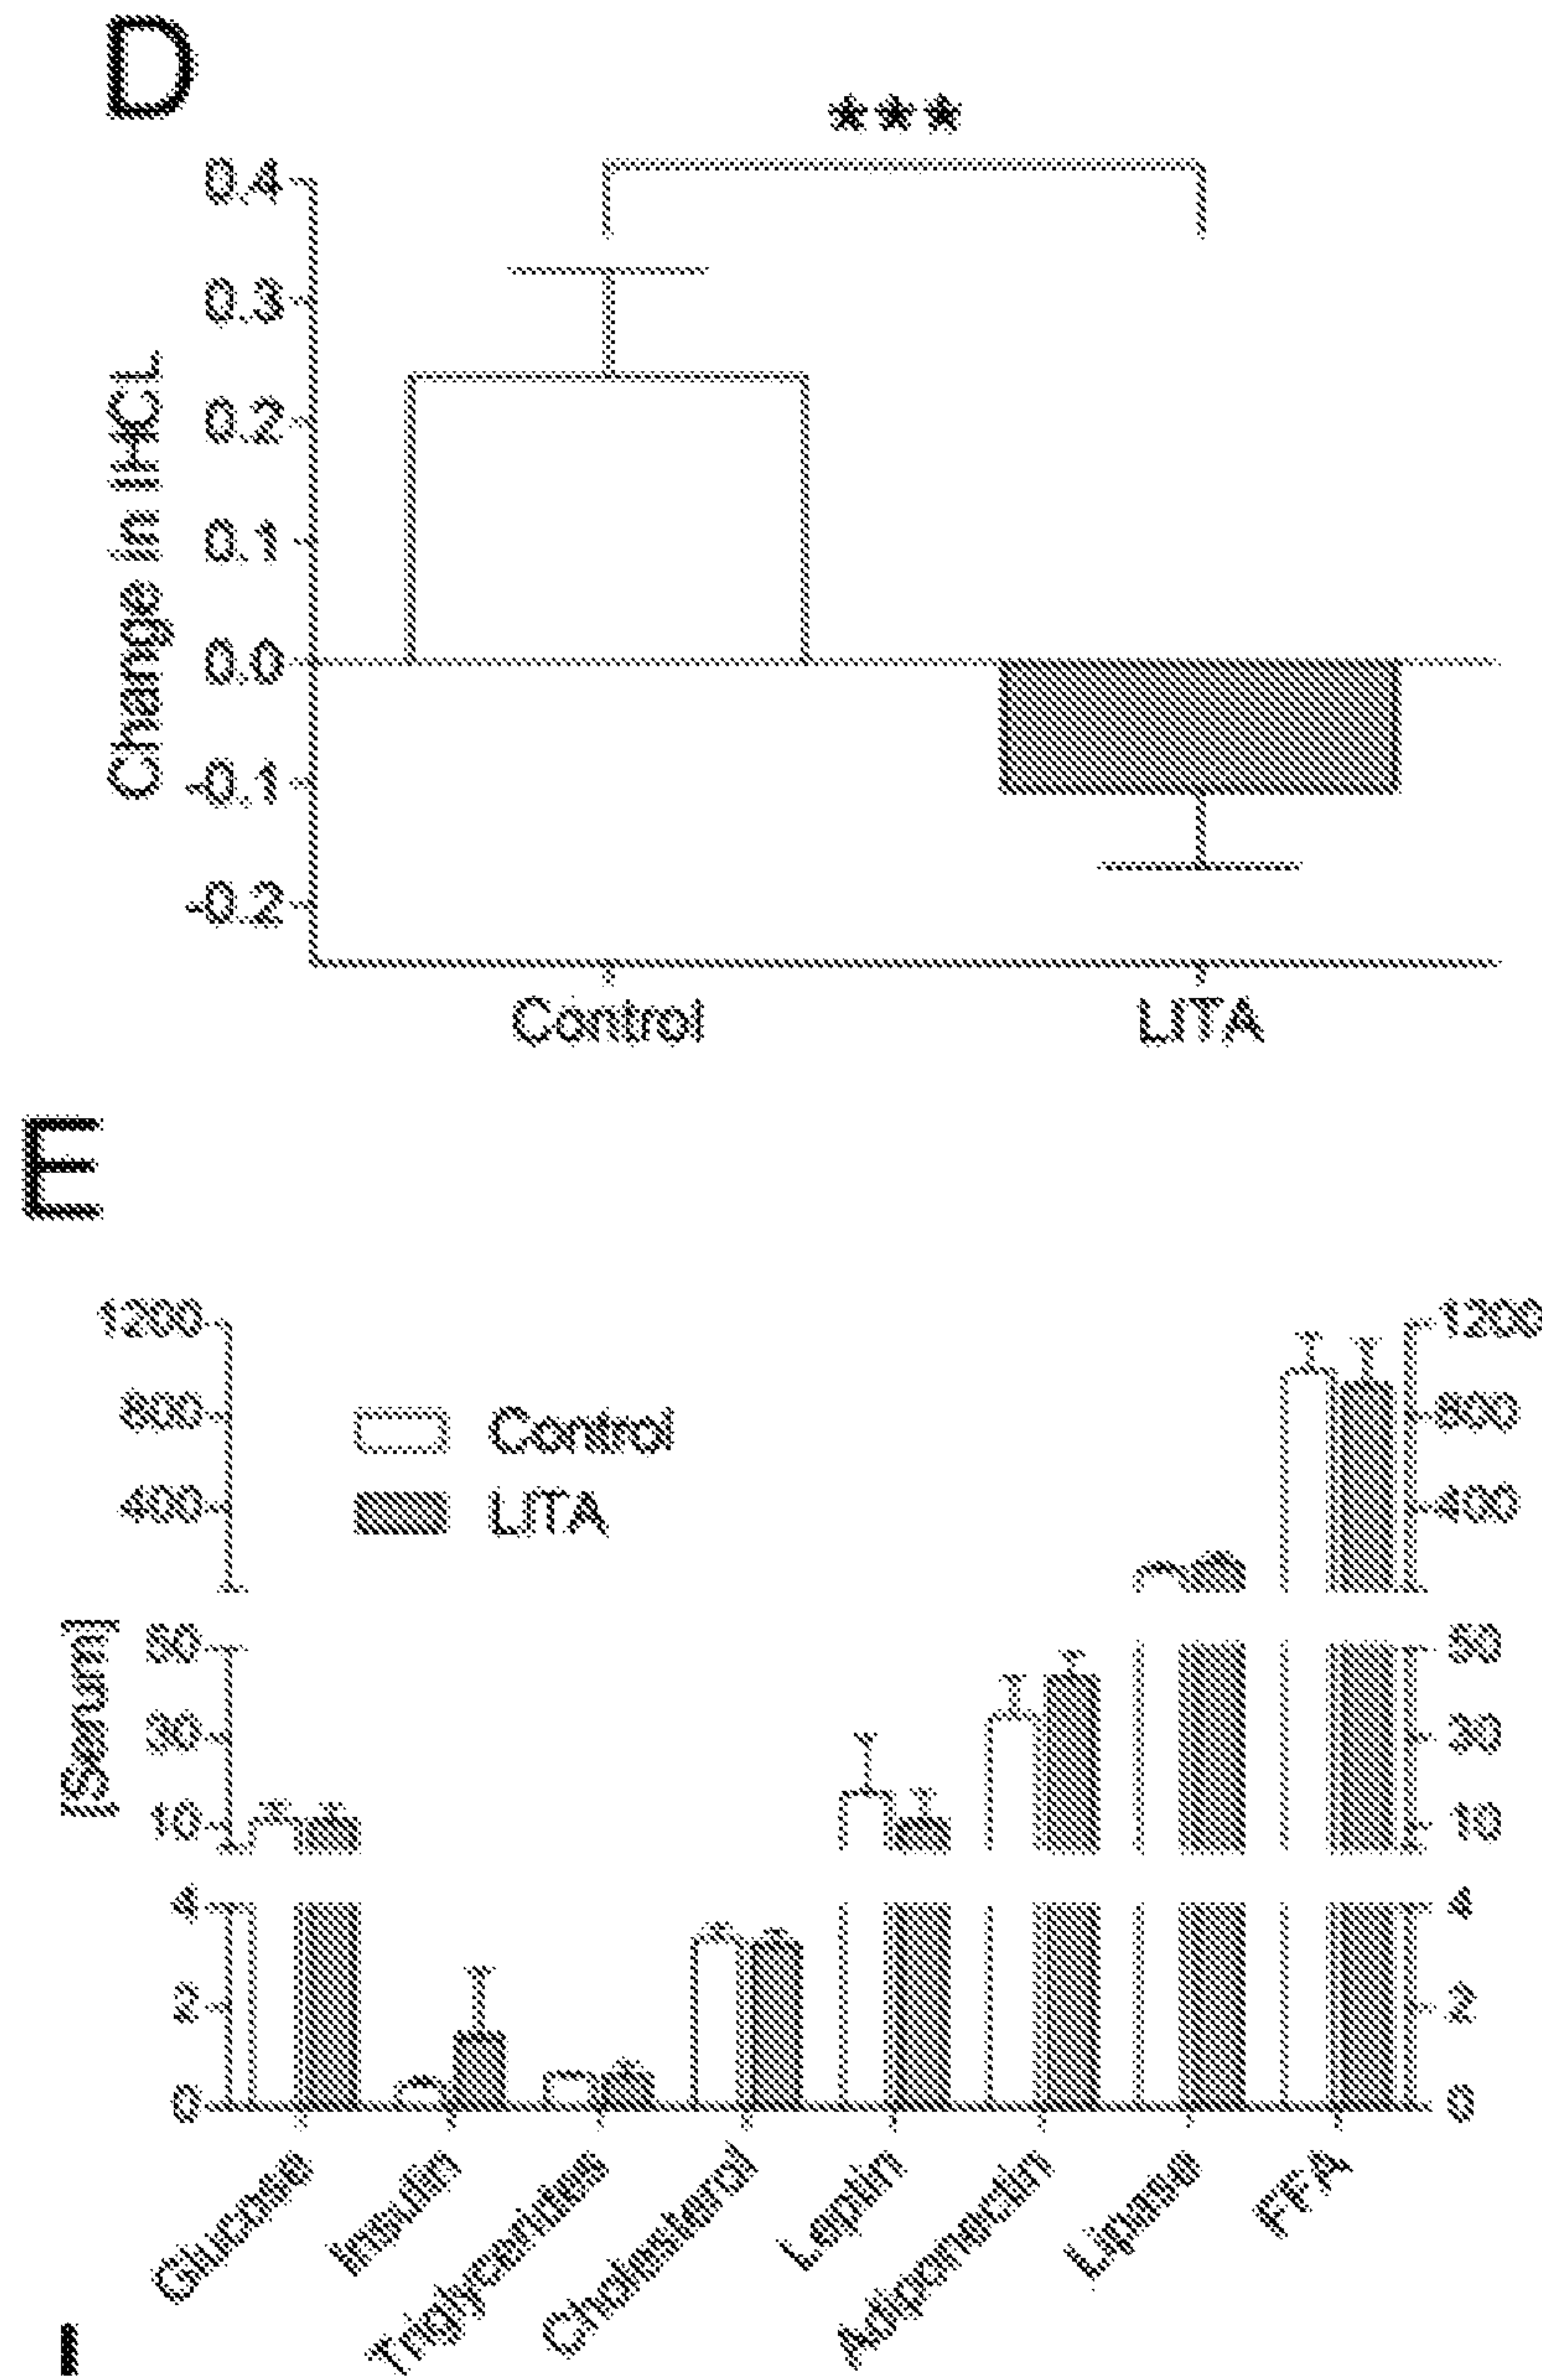 D
***
0.4
0.3
0.2
0.1
0.0
-0.1
-0.2
Change in IHCL
Control
LITA
E
1200
800
400
50
30
10
4
2
0
[Serum]
Control
LITA
1200
800
400
50
30
10
4
2
0
Glucose
Insulin
Triglycerides
Cholesterol
Leptin
Adiponectin
Lipase
FFA